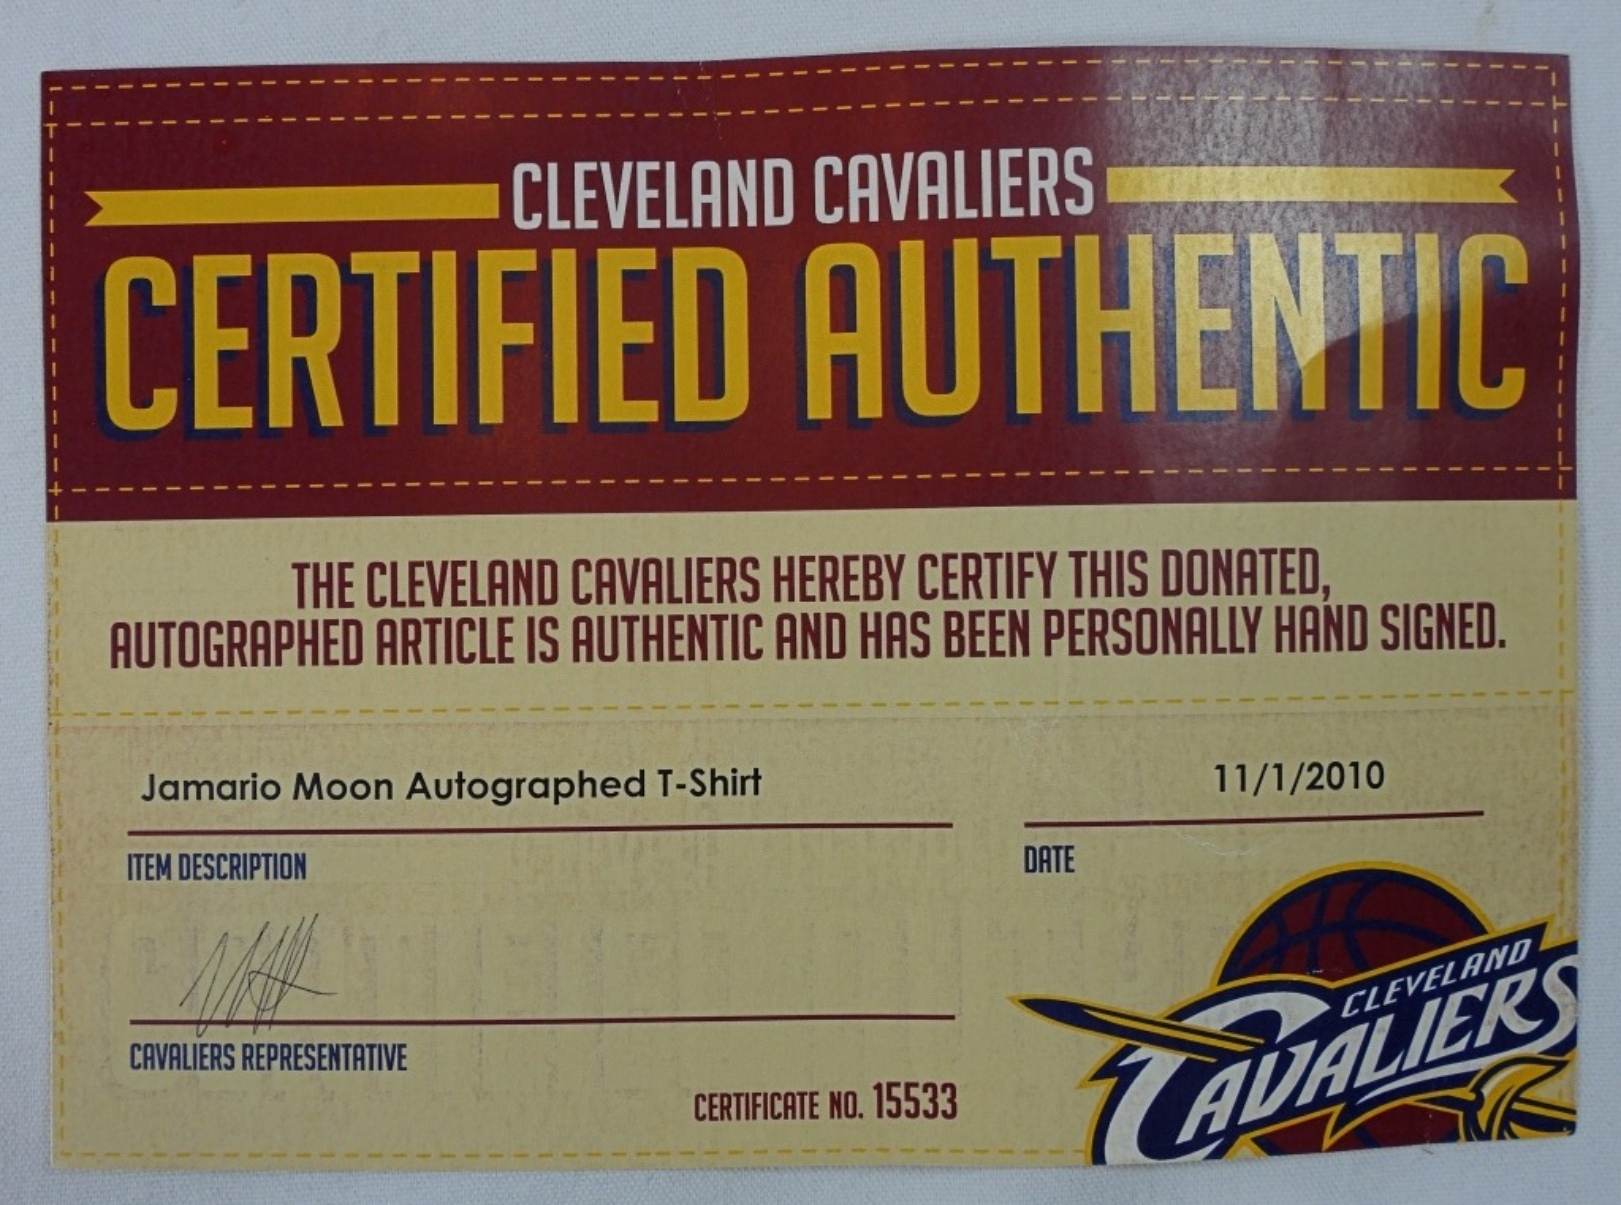 CLEVELAND CAVALIERS
CERTIFIED AUTHENTIC
THE CLEVELAND CAVALIERS HEREBY CERTIFY THIS DONATED,
AUTOGRAPHED ARTICLE IS AUTHENTIC AND HAS BEEN PERSONALLY HAND SIGNED.
Jamario Moon Autographed T-Shirt
11/1/2010
ITEM DESCRIPTION
DATE
CAVALIERS REPRESENTATIVE
CERTIFICATE NO. 15533
CLEVELAND
CAVALIERS